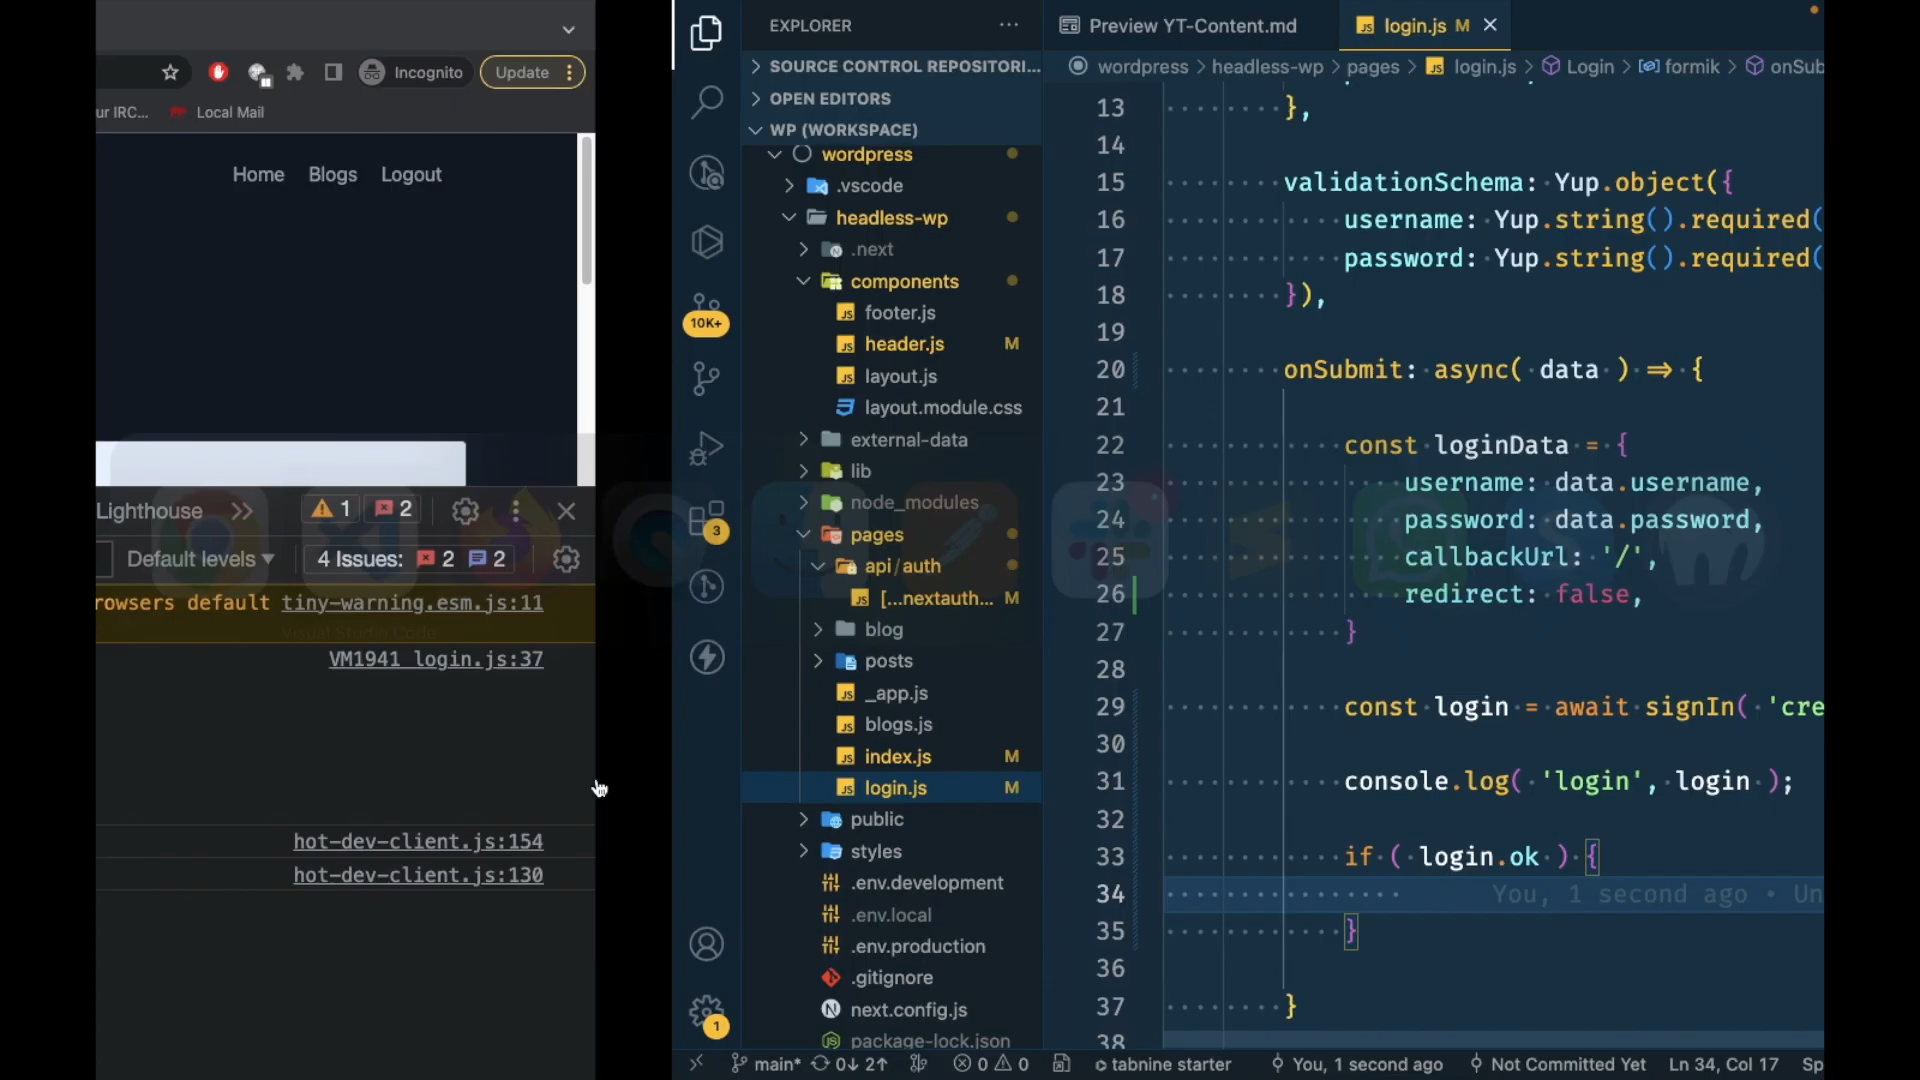 Incognito
Update
ur IRC...
Local Mail
Home
Blogs
Logout
Lighthouse
1
2
Default levels
4 Issues:
2
2
rowsers default tiny-warning.esm.js:11
Visual Studio Code
VM1941 login.js:37
hot-dev-client.js:154
hot-dev-client.js:130
10K+
3
1
EXPLORER
SOURCE CONTROL REPOSITORI...
OPEN EDITORS
WP (WORKSPACE)
wordpress
.vscode
headless-wp
.next
components
footer.js
header.js M
layout.js
layout.module.css
external-data
lib
node_modules
pages
api/auth
[...nextauth... M
blog
posts
_app.js
blogs.js
index.js M
login.js M
public
styles
.env.development
.env.local
.env.production
.gitignore
next.config.js
package-lock.json
Preview YT-Content.md
login.js M
wordpress > headless-wp > pages > login.js > Login > formik > onSub
13 },
14
15 validationSchema: Yup.object({
16 username: Yup.string().required(
17 password: Yup.string().required(
18 }),
19
20 onSubmit: async( data ) => {
21
22 const loginData = {
23 username: data.username,
24 password: data.password,
25 callbackUrl: '/',
26 redirect: false,
27 }
28
29 const login = await signIn( 'cre
30
31 console.log( 'login', login );
32
33 if ( login.ok ) {
34 You, 1 second ago • Un
35 }
36
37 }
38
main* 0↓ 2↑ 0 0 tabnine starter You, 1 second ago Not Committed Yet Ln 34, Col 17 Sp